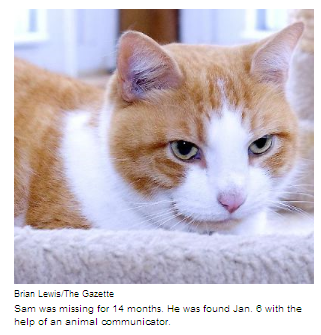 Brian Lewis/The Gazette
Sam was missing for 14 months. He was found Jan. 6 with the
help of an animal communicator.